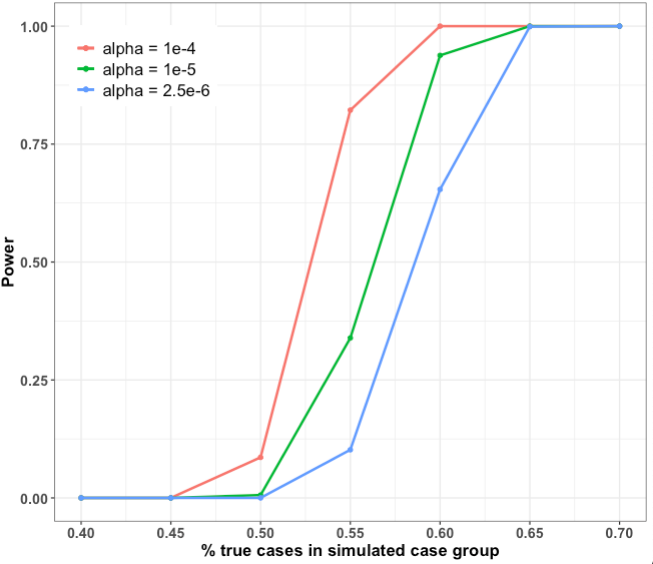 1.00
alpha = 1e-4
alpha = 1e-5
alpha = 2.5e-6
0.75
Power
0.50
0.25
0.00
0.40 0.45 0.50 0.55 0.60 0.65 0.70
% true cases in simulated case group